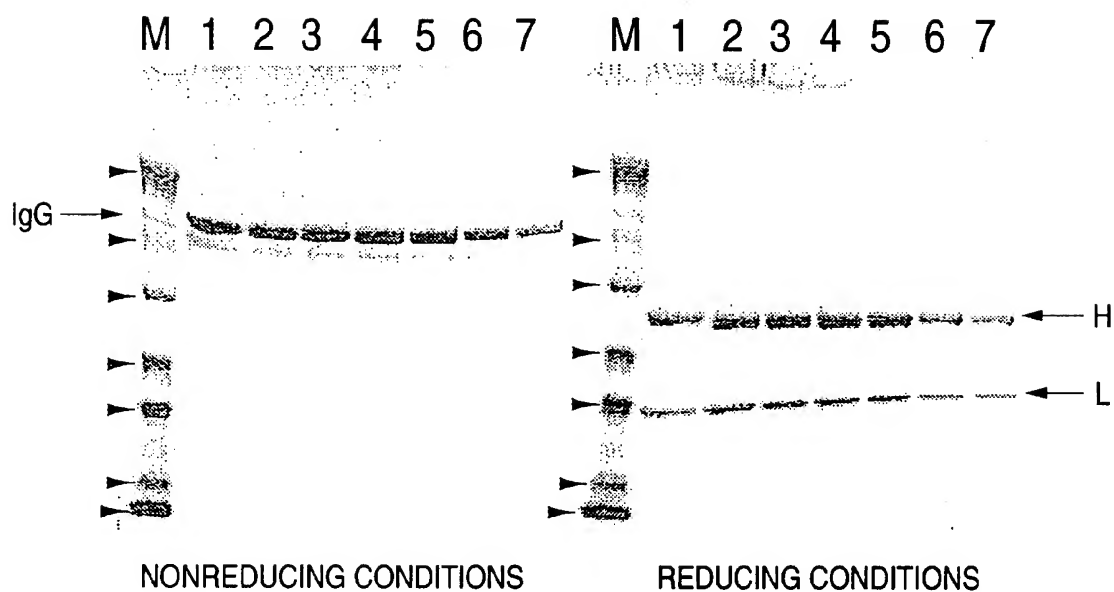 M 1 2 3 4 5 6 7 M 1 2 3 4 5 6 7
IgG
H
L
NONREDUCING CONDITIONS REDUCING CONDITIONS